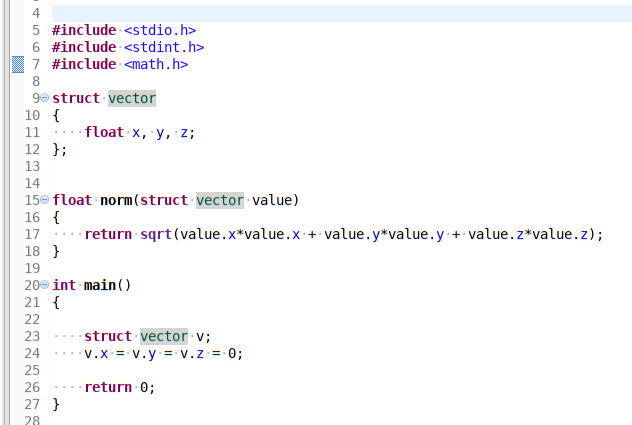 4
5 #include <stdio.h>
6 #include <stdint.h>
7 #include <math.h>
8
9 struct vector
10 {
11     float x, y, z;
12 };
13
14
15 float norm(struct vector value)
16 {
17     return sqrt(value.x*value.x + value.y*value.y + value.z*value.z);
18 }
19
20 int main()
21 {
22
23     struct vector v;
24     v.x = v.y = v.z = 0;
25
26     return 0;
27 }
28